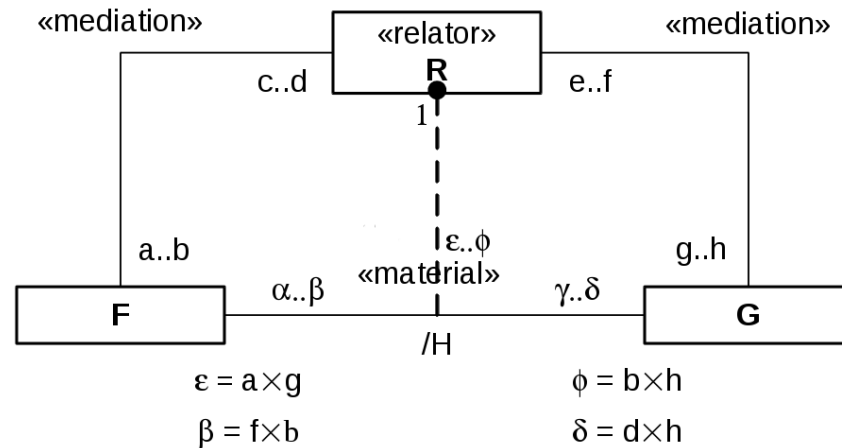 «mediation»
«relator»
«mediation»
R
c..d
e..f
1
a..b
ε..ϕ
g..h
«material»
α..β
γ..δ
F
G
/H
ε = a×g
ϕ = b×h
β = f×b
δ = d×h